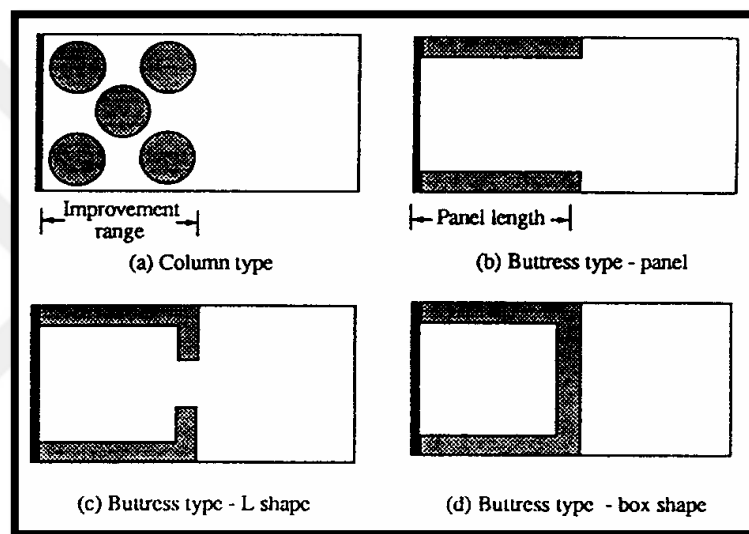 Improvement
range
(a) Column type
Panel length
(b) Buttress type - panel
(c) Buttress type - L shape
(d) Buttress type - box shape